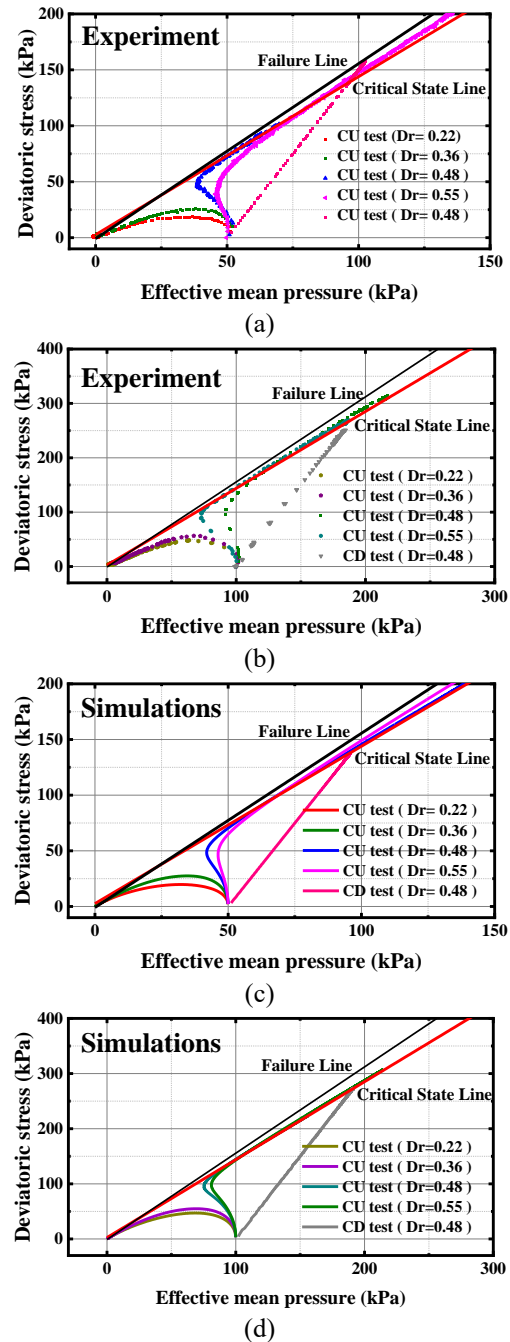 200
Experiment
Failure Line
150
Critical State Line
100
CU test (Dr= 0.22)
CU test (Dr= 0.36 )
CU test (Dr= 0.48 )
CU test (Dr= 0.55 )
CU test (Dr= 0.48 )
50
0
0 50 100 150
Deviatoric stress (kPa)
Effective mean pressure (kPa)
(a)
400
Experiment
Failure Line
300
Critical State Line
200
CU test ( Dr=0.22 )
CU test ( Dr=0.36 )
CU test ( Dr=0.48 )
CU test ( Dr=0.55 )
CD test ( Dr=0.48 )
100
0
0 100 200 300
Deviatoric stress (kPa)
Effective mean pressure (kPa)
(b)
200
Simulations
Failure Line
150
Critical State Line
100
CU test ( Dr= 0.22 )
CU test ( Dr= 0.36 )
CU test ( Dr= 0.48 )
CU test ( Dr= 0.55 )
CD test ( Dr= 0.48 )
50
0
0 50 100 150
Deviatoric stress (kPa)
Effective mean pressure (kPa)
(c)
400
Simulations
Failure Line
300
Critical State Line
200
CU test ( Dr=0.22 )
CU test ( Dr=0.36 )
CU test ( Dr=0.48 )
CU test ( Dr=0.55 )
CD test ( Dr=0.48 )
100
0
0 100 200 300
Deviatoric stress (kPa)
Effective mean pressure (kPa)
(d)